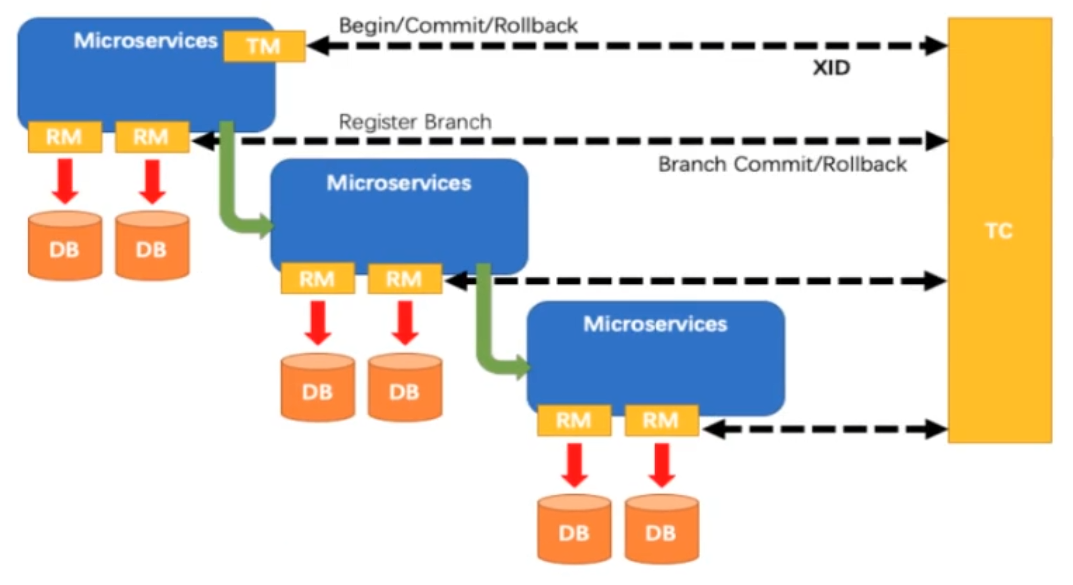 Begin/Commit/Rollback
Microservices
TM
XID
RM
RM
Register Branch
Branch Commit/Rollback
Microservices
TC
DB
DB
RM
RM
Microservices
DB
DB
RM
RM
DB
DB